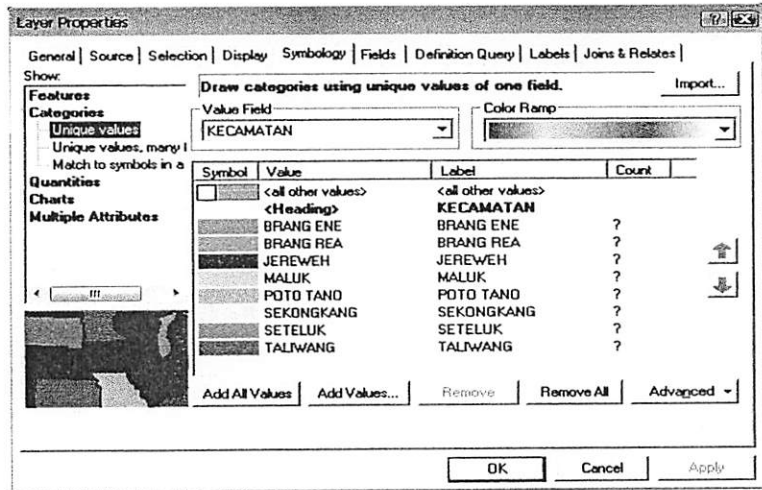 Layer Properties
General | Source | Selection | Display | Symbology | Fields | Definition Query | Labels | Joins & Relates
Show:
Features
Categories
Unique values
Unique values, many
Match to symbols in a
Quantities
Charts
Multiple Attributes
Draw categories using unique values of one field.
Import...
Value Field
KECAMATAN
Color Ramp
Symbol Value Label Count
<all other values> <all other values>
<Heading> KECAMATAN
BRANG ENE BRANG ENE ?
BRANG REA BRANG REA ?
JEREWEH JEREWEH ?
MALUK MALUK ?
POTO TANO POTO TANO ?
SEKONGKANG SEKONGKANG ?
SETELUK SETELUK ?
TALIWANG TALIWANG ?
Add All Values Add Values... Remove Remove All Advanced
OK Cancel Apply